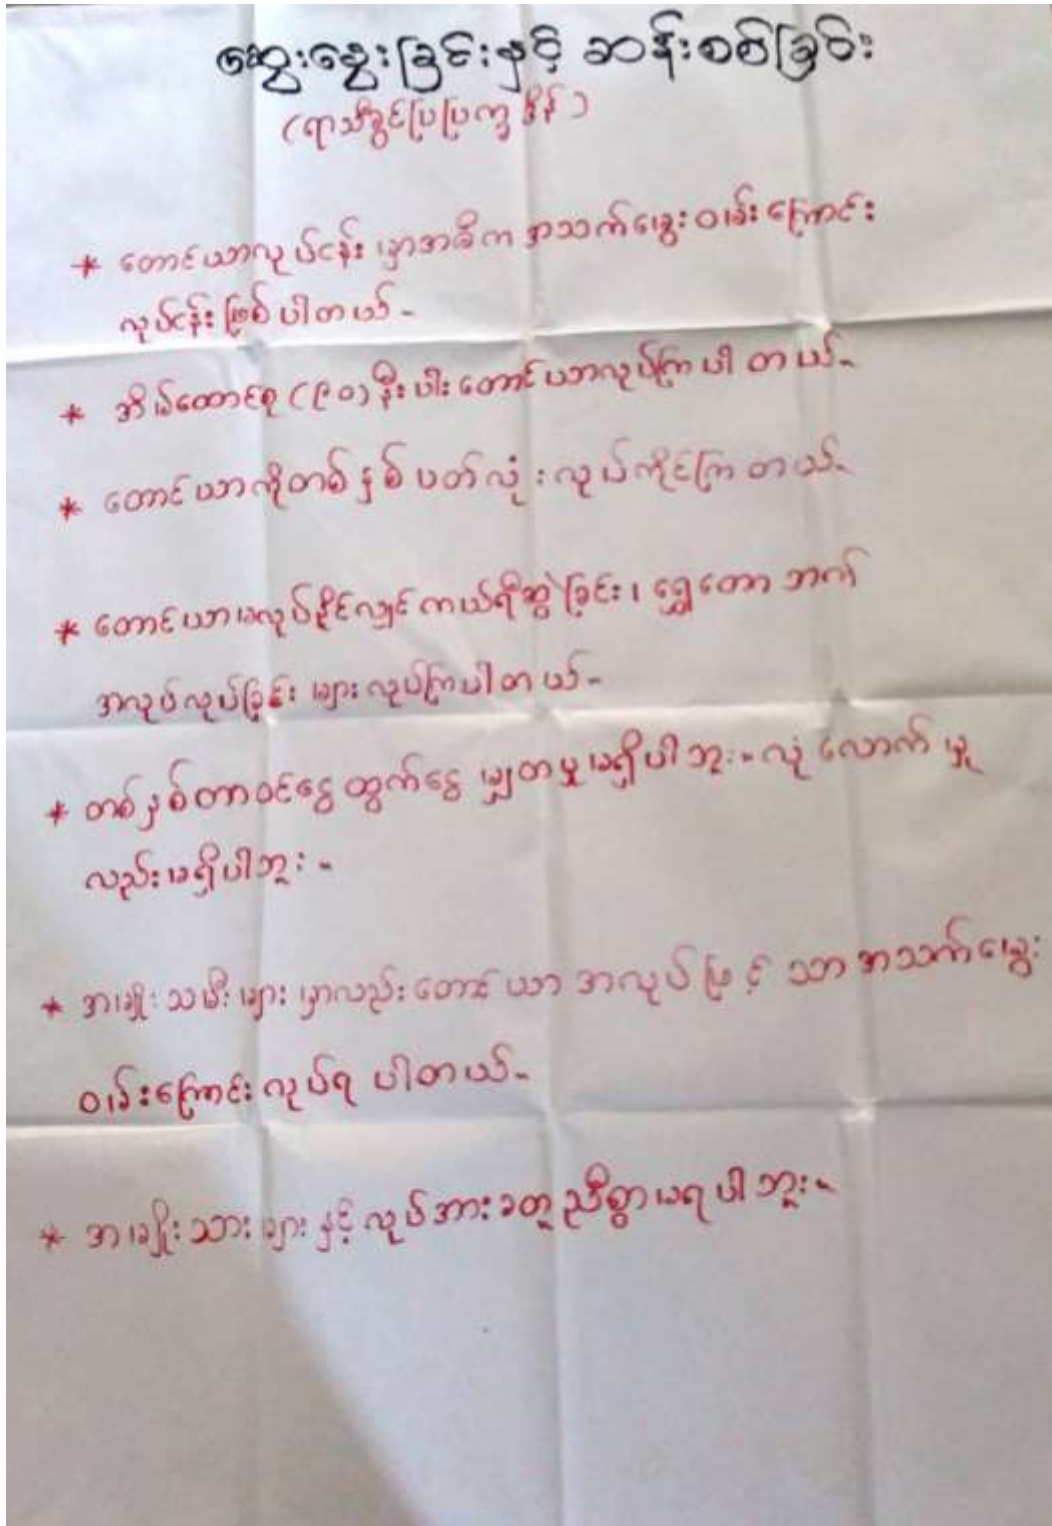 ဆွေးနွေးခြင်းနှင့် ဆန်းစစ်ခြင်း
(ရာသီခွင်ပြပြက္ခဒိန်)
* တောင်ယာလုပ်ငန်းမှာအဓိက အသက်မွေးဝမ်းကြောင်း
လုပ်ငန်းဖြစ်ပါတယ်။
* အိမ်ထောင်စု (၉၀) နီးပါး တောင်ယာလုပ်ကြပါတယ်။
* တောင်ယာကိုတစ်နှစ်ပတ်လုံး လုပ်ကိုင်ကြတယ်။
* တောင်ယာမလုပ်နိုင်လျှင် ကယ်ရီဆွဲခြင်း၊ ရွှေတောဘက်
အလုပ်လုပ်ခြင်းများလုပ်ကြပါတယ်။
* တစ်နှစ်တာဝင်ငွေထွက်ငွေ မျှတမှုမရှိပါဘူး။ လုံလောက်မှု
လည်းမရှိပါဘူး။
* အမျိုးသမီးများမှာလည်းတောင်ယာအလုပ်ဖြင့် သာအသက်မွေး
ဝမ်းကြောင်းလုပ်ရပါတယ်။
* အမျိုးသားများနှင့်လုပ်အားခတူညီစွာမရပါဘူး။